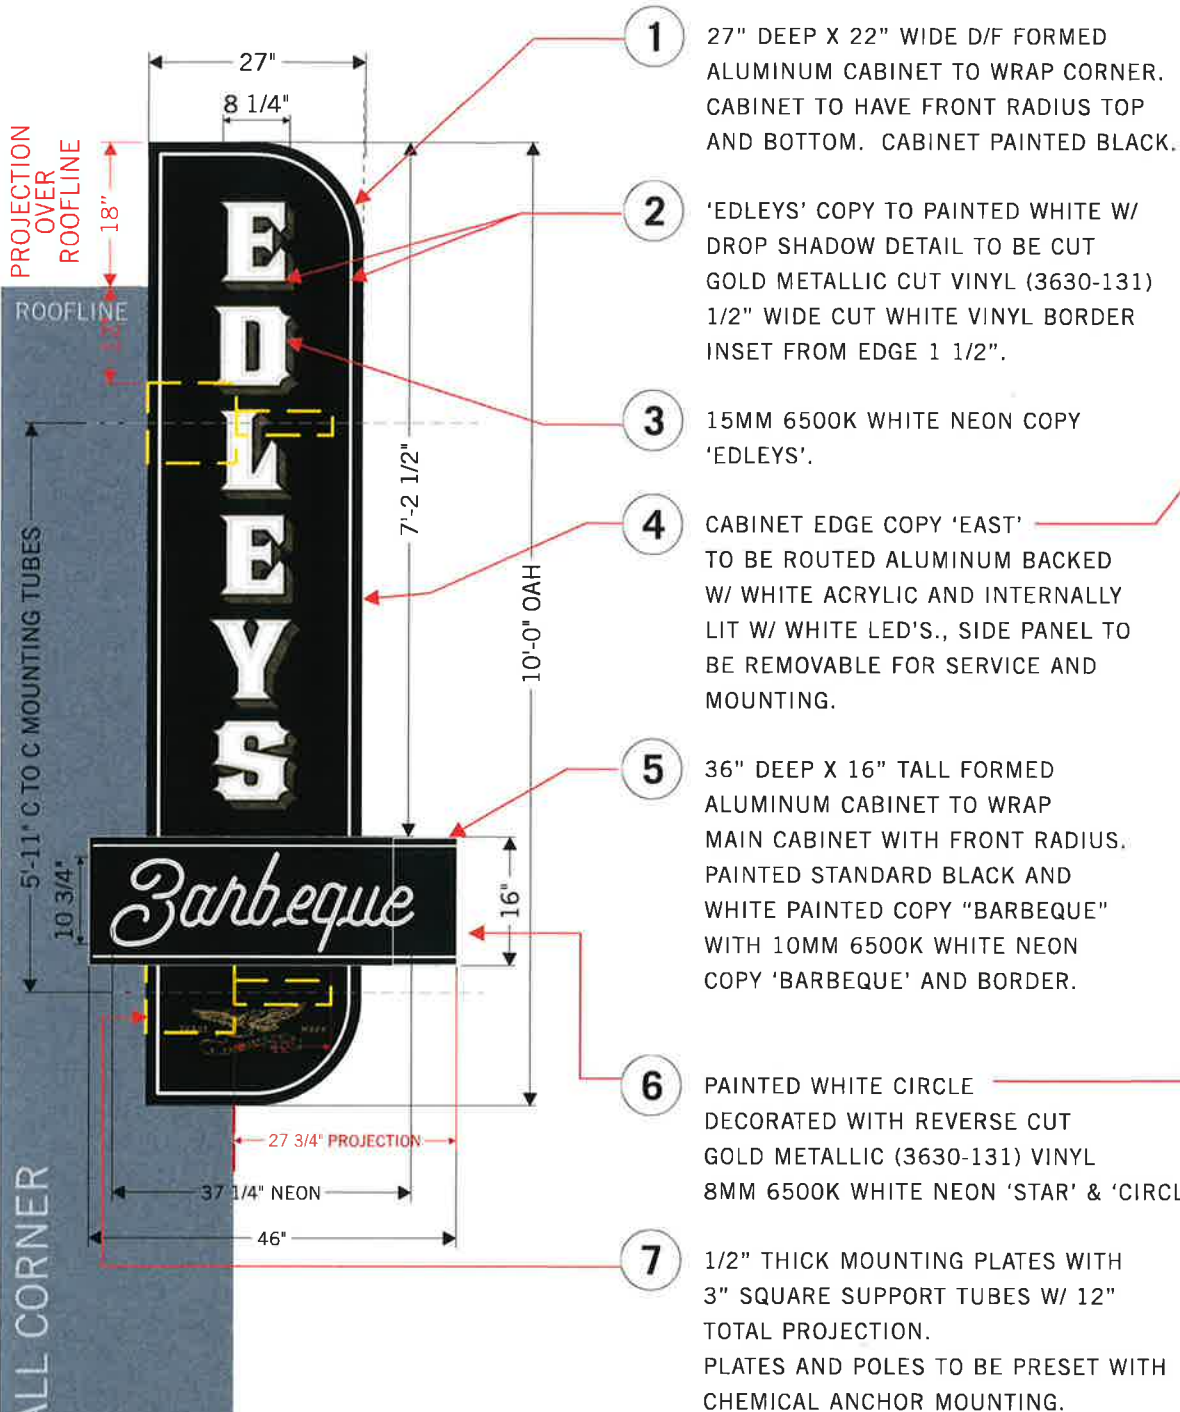 27"
8 1/4"
PROJECTION
OVER
ROOFLINE
18"
ROOFLINE
12"
EDLEYS
7'-2 1/2"
10'-0" OAH
5'-11" C TO C MOUNTING TUBES
10 3/4"
Barbeque
16"
27 3/4" PROJECTION
37 1/4" NEON
46"
ALL CORNER
1
27" DEEP X 22" WIDE D/F FORMED
ALUMINUM CABINET TO WRAP CORNER.
CABINET TO HAVE FRONT RADIUS TOP
AND BOTTOM. CABINET PAINTED BLACK.
2
'EDLEYS' COPY TO PAINTED WHITE W/
DROP SHADOW DETAIL TO BE CUT
GOLD METALLIC CUT VINYL (3630-131)
1/2" WIDE CUT WHITE VINYL BORDER
INSET FROM EDGE 1 1/2".
3
15MM 6500K WHITE NEON COPY
'EDLEYS'.
4
CABINET EDGE COPY 'EAST'
TO BE ROUTED ALUMINUM BACKED
W/ WHITE ACRYLIC AND INTERNALLY
LIT W/ WHITE LED'S., SIDE PANEL TO
BE REMOVABLE FOR SERVICE AND
MOUNTING.
5
36" DEEP X 16" TALL FORMED
ALUMINUM CABINET TO WRAP
MAIN CABINET WITH FRONT RADIUS.
PAINTED STANDARD BLACK AND
WHITE PAINTED COPY "BARBEQUE"
WITH 10MM 6500K WHITE NEON
COPY 'BARBEQUE' AND BORDER.
6
PAINTED WHITE CIRCLE
DECORATED WITH REVERSE CUT
GOLD METALLIC (3630-131) VINYL
8MM 6500K WHITE NEON 'STAR' & 'CIRCL
7
1/2" THICK MOUNTING PLATES WITH
3" SQUARE SUPPORT TUBES W/ 12"
TOTAL PROJECTION.
PLATES AND POLES TO BE PRESET WITH
CHEMICAL ANCHOR MOUNTING.